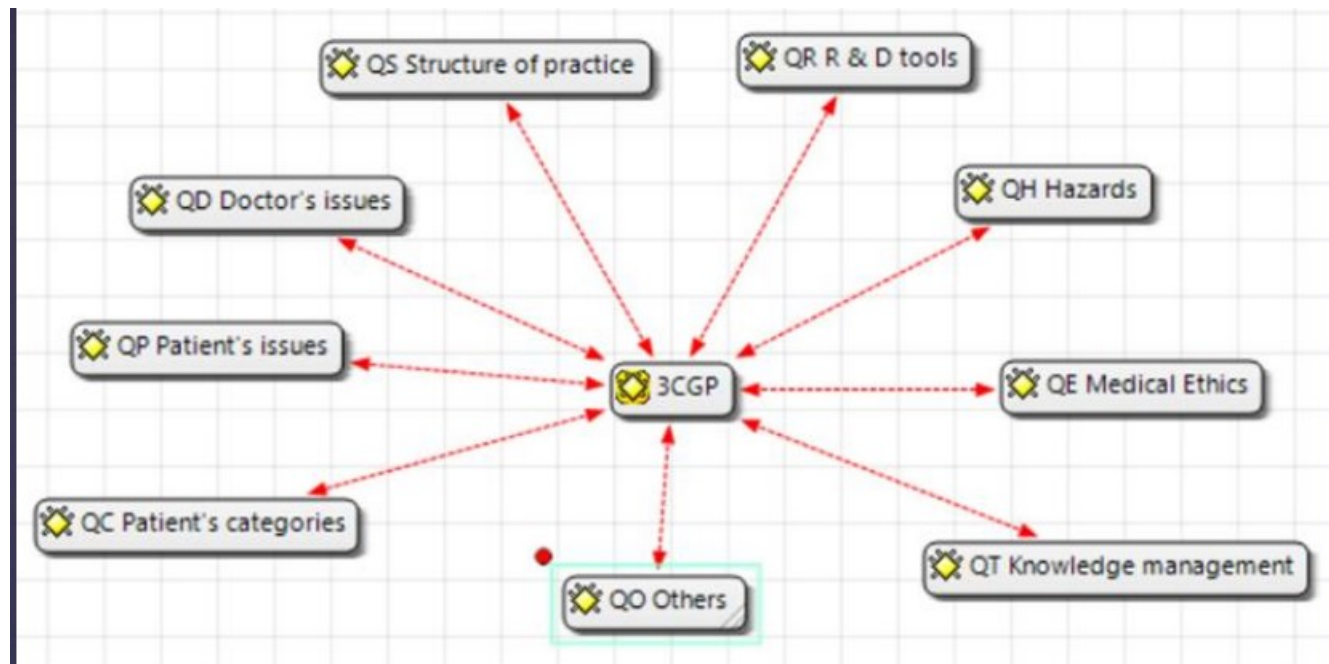 QS Structure of practice
QR R & D tools
QD Doctor's issues
QH Hazards
QP Patient's issues
3CGP
QE Medical Ethics
QC Patient's categories
QT Knowledge management
QO Others